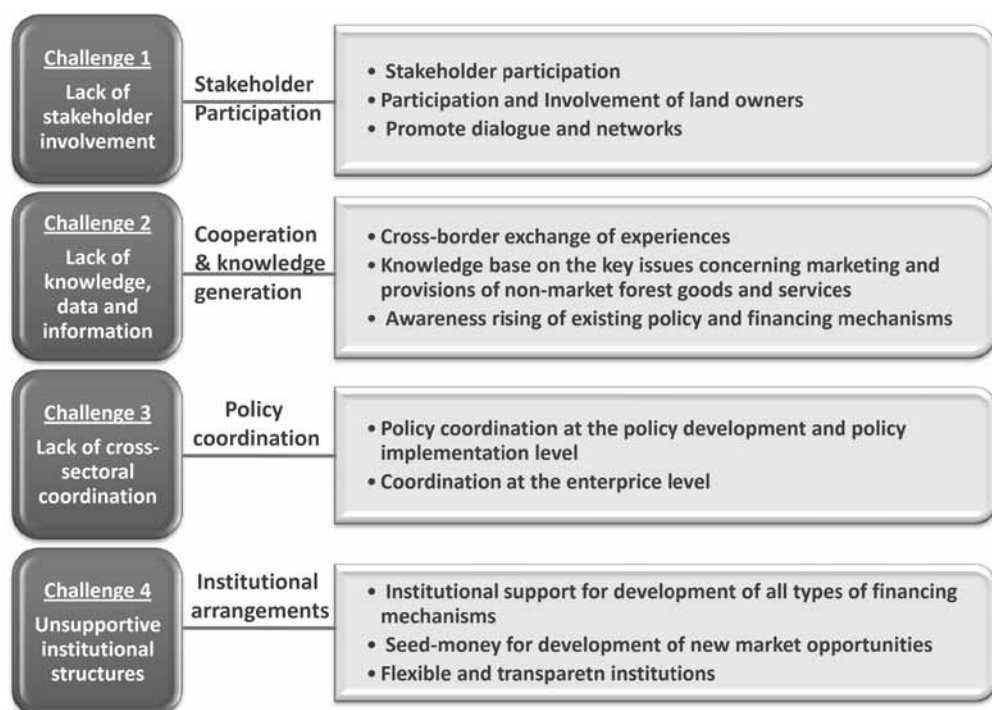 Challenge 1
Lack of
stakeholder
involvement
Stakeholder
Participation
• Stakeholder participation
• Participation and Involvement of land owners
• Promote dialogue and networks
Challenge 2
Lack of
knowledge,
data and
information
Cooperation
& knowledge
generation
• Cross-border exchange of experiences
• Knowledge base on the key issues concerning marketing and
provisions of non-market forest goods and services
• Awareness rising of existing policy and financing mechanisms
Challenge 3
Lack of cross-
sectoral
coordination
Policy
coordination
• Policy coordination at the policy development and policy
implementation level
• Coordination at the enterprice level
Challenge 4
Unsupportive
institutional
structures
Institutional
arrangements
• Institutional support for development of all types of financing
mechanisms
• Seed-money for development of new market opportunities
• Flexible and transparetn institutions